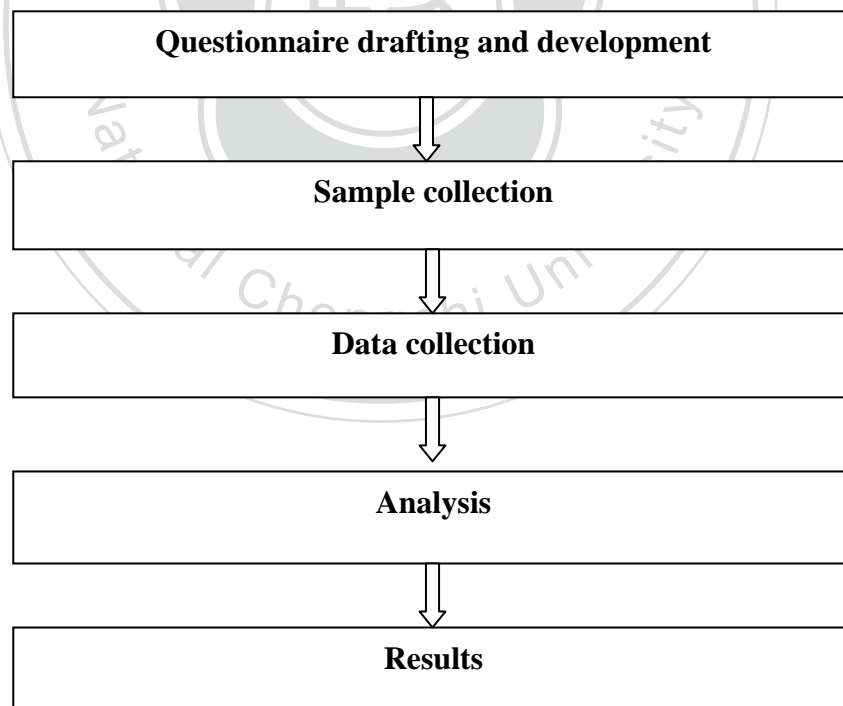 Questionnaire drafting and development
Sample collection
Data collection
Analysis
Results